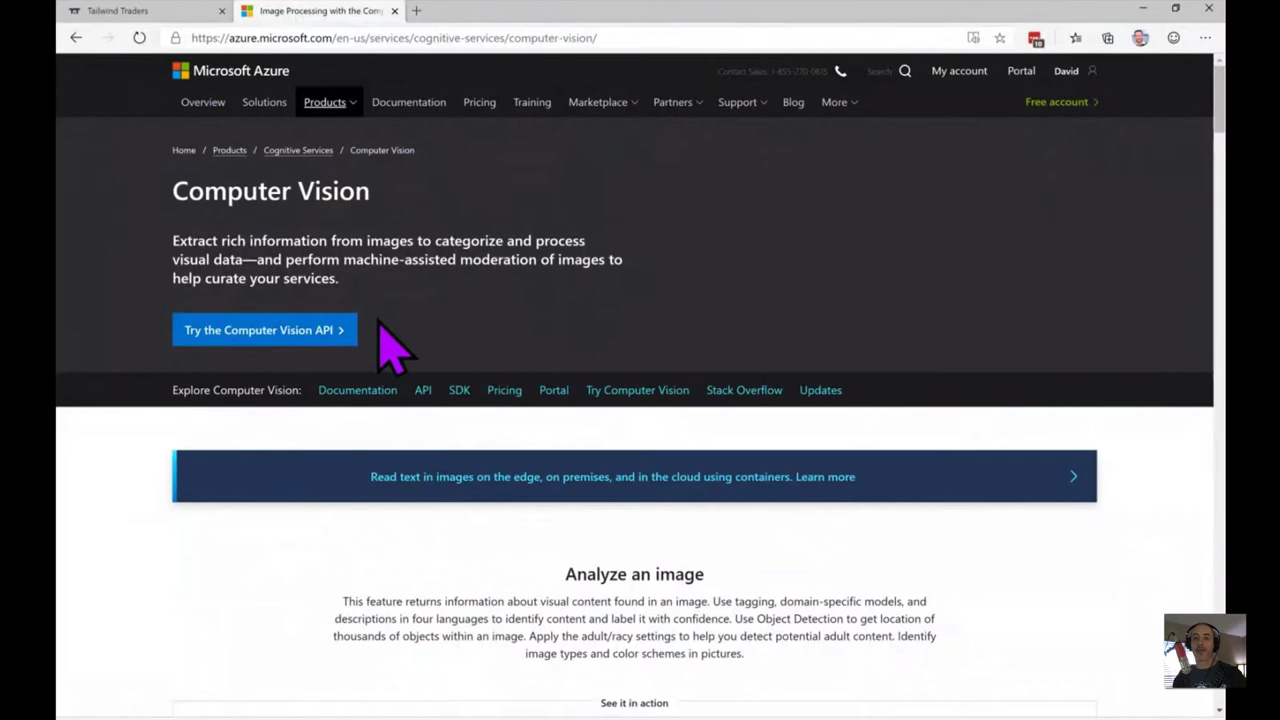 Tailwind Traders
Image Processing with the Com
https://azure.microsoft.com/en-us/services/cognitive-services/computer-vision/
10
Microsoft Azure
Contact Sales: 1-855-270-0615
Search
My account
Portal
David
Overview
Solutions
Products
Documentation
Pricing
Training
Marketplace
Partners
Support
Blog
More
Free account
Home / Products / Cognitive Services / Computer Vision
Computer Vision
Extract rich information from images to categorize and process
visual data—and perform machine-assisted moderation of images to
help curate your services.
Try the Computer Vision API
Explore Computer Vision: Documentation API SDK Pricing Portal Try Computer Vision Stack Overflow Updates
Read text in images on the edge, on premises, and in the cloud using containers. Learn more
Analyze an image
This feature returns information about visual content found in an image. Use tagging, domain-specific models, and
descriptions in four languages to identify content and label it with confidence. Use Object Detection to get location of
thousands of objects within an image. Apply the adult/racy settings to help you detect potential adult content. Identify
image types and color schemes in pictures.
See it in action